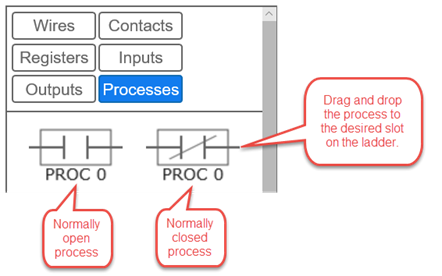 Wires
Contacts
Registers
Inputs
Outputs
Processes
PROC 0
PROC 0
Drag and drop
the process to
the desired slot
on the ladder.
Normally
open
process
Normally
closed
process